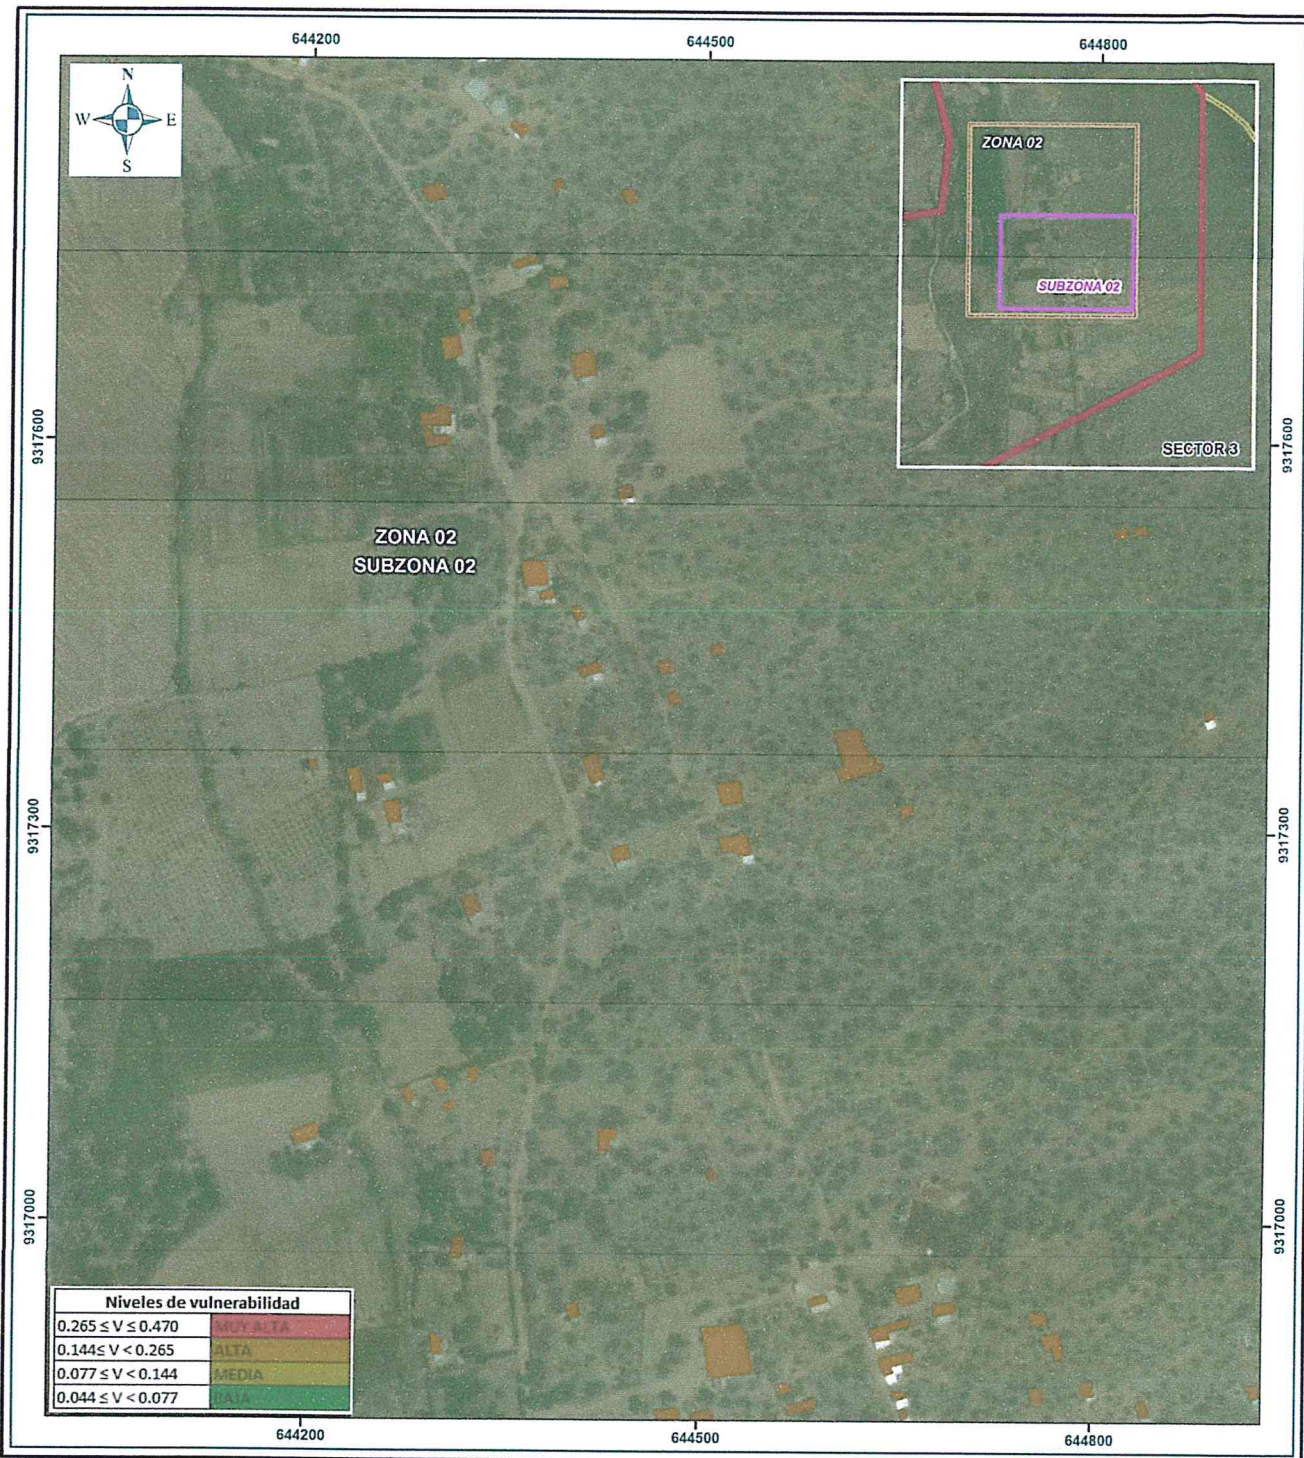 644200 644500 644800
N
W E
S
ZONA 02
SUBZONA 02
SECTOR 3
9317600 9317600
ZONA 02
SUBZONA 02
9317300 9317300
9317000 9317000
Niveles de vulnerabilidad
0.265 ≤ V ≤ 0.470 MUY ALTA
0.144≤ V < 0.265 ALTA
0.077 ≤ V < 0.144 MEDIA
0.044 ≤ V < 0.077 BAJA
644200 644500 644800